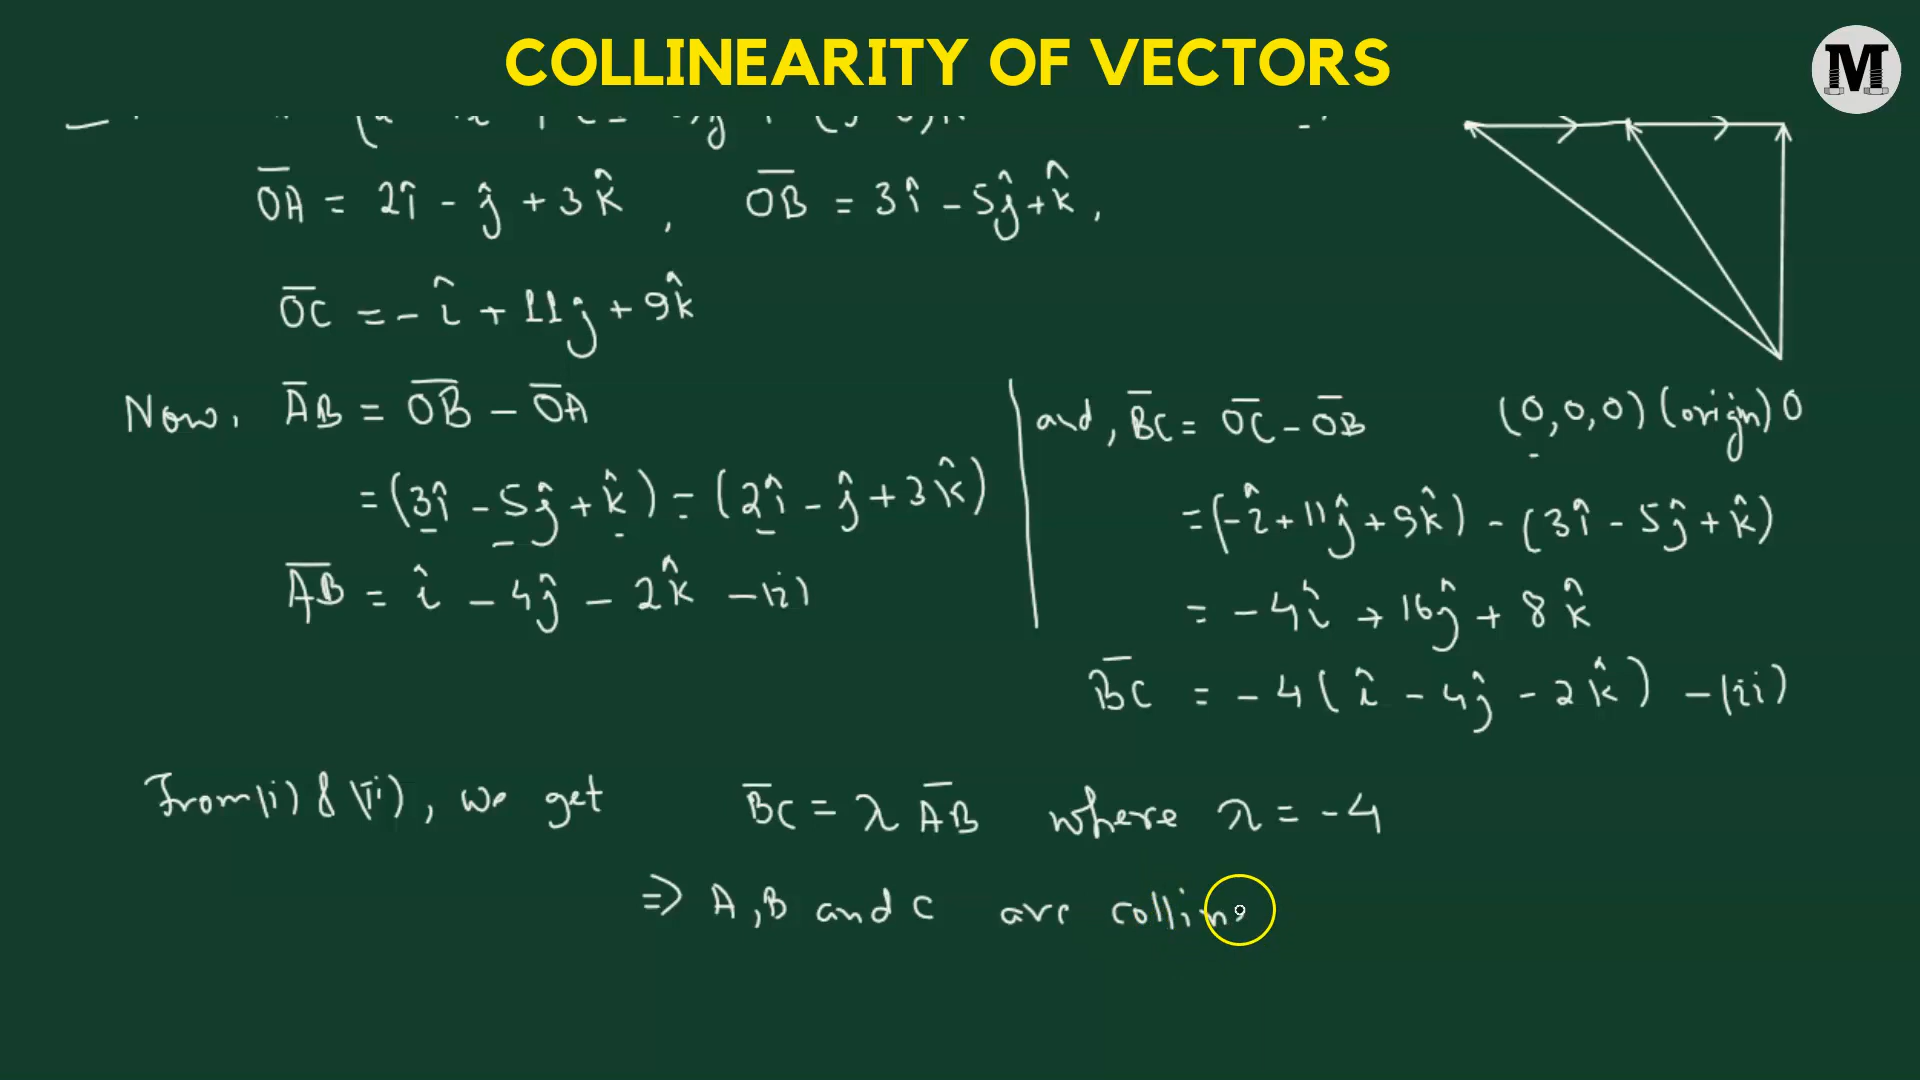 COLLINEARITY OF VECTORS
M
OA̅ = 2î - ĵ + 3k̂ , OB̅ = 3î - 5ĵ + k̂ ,
OC̅ = - î + 11j + 9k̂
Now, AB̅ = OB̅ - OA̅
= (3î - 5ĵ + k̂) - (2î - ĵ + 3k̂)
AB̅ = î - 4ĵ - 2k̂ - (i)
and, BC̅ = OC̅ - OB̅
(0,0,0) (origin) O
= (-î + 11ĵ + 9k̂) - (3î - 5ĵ + k̂)
= - 4î + 16ĵ + 8k̂
BC̅ = - 4 ( î - 4ĵ - 2k̂ ) - (ii)
From (i) & (ii), we get BC̅ = λ AB̅ where λ = - 4
=> A, B and C are collin